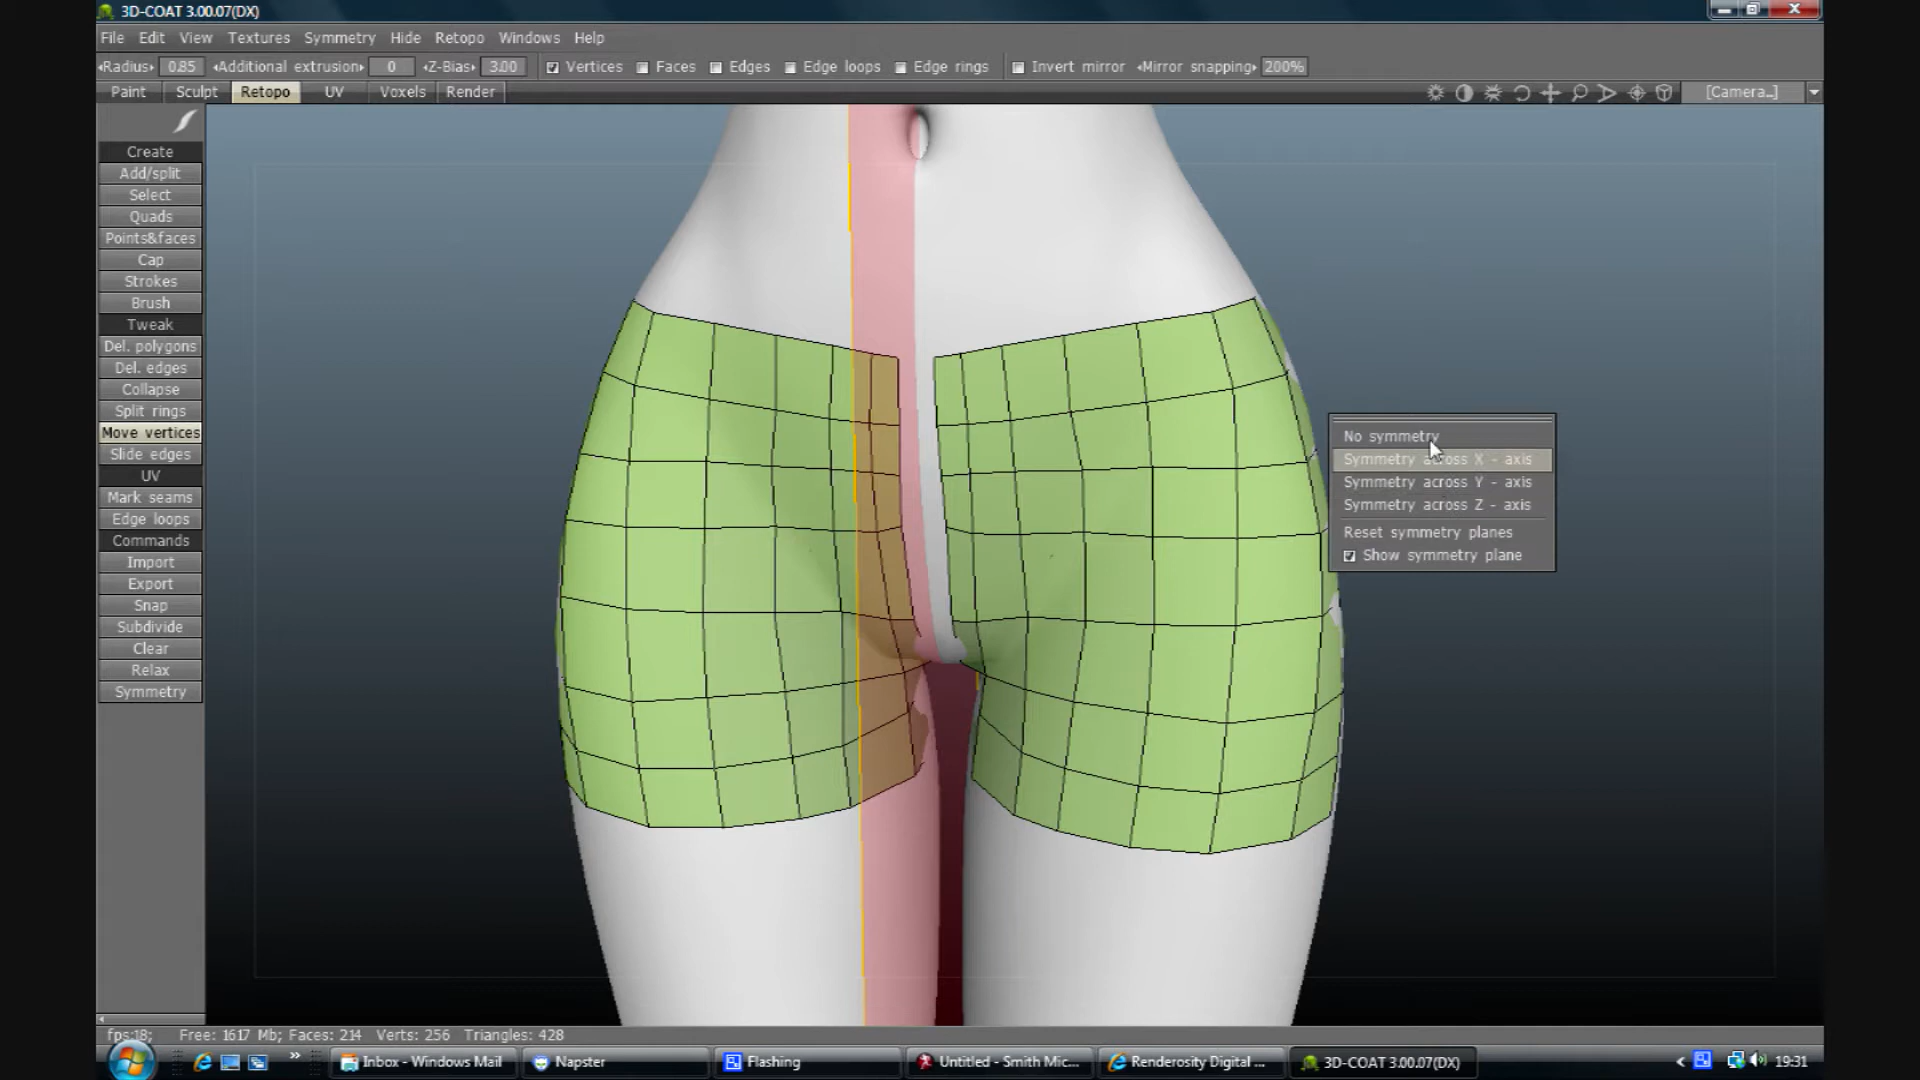 3D-COAT 3.00.07(DX)
File Edit View Textures Symmetry Hide Retopo Windows Help
Radius 0.85 Additional extrusion 0 Z-Bias 3.00 Vertices Faces Edges Edge loops Edge rings Invert mirror Mirror snapping 200%
Paint Sculpt Retopo UV Voxels Render [Camera…]
Create
Add/split
Select
Quads
Points&faces
Cap
Strokes
Brush
Tweak
Del. polygons
Del. edges
Collapse
Split rings
Move vertices
Slide edges
UV
Mark seams
Edge loops
Commands
Import
Export
Snap
Subdivide
Clear
Relax
Symmetry
No symmetry
Symmetry across X - axis
Symmetry across Y - axis
Symmetry across Z - axis
Reset symmetry planes
Show symmetry plane
fps:18; Free: 1617 Mb; Faces: 214 Verts: 256 Triangles: 428
Inbox - Windows Mail Napster Flashing Untitled - Smith Mic... Renderosity Digital ... 3D-COAT 3.00.07(DX) 19:31